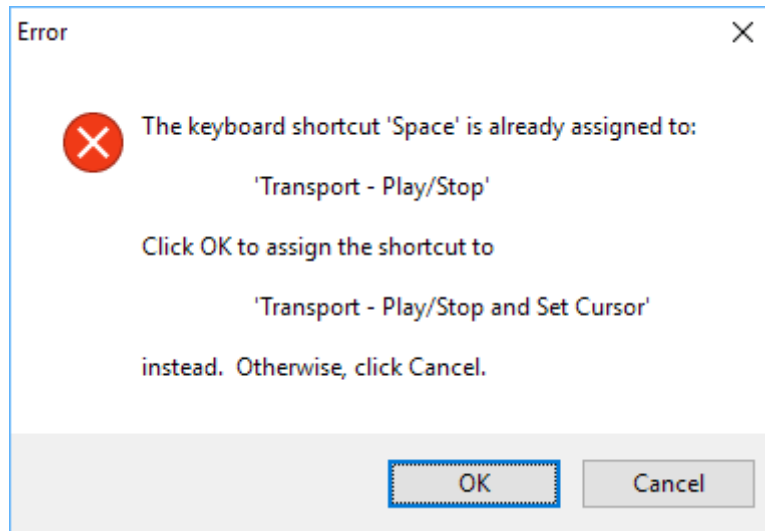 Error
The keyboard shortcut 'Space' is already assigned to:
'Transport - Play/Stop'
Click OK to assign the shortcut to
'Transport - Play/Stop and Set Cursor'
instead.  Otherwise, click Cancel.
OK
Cancel